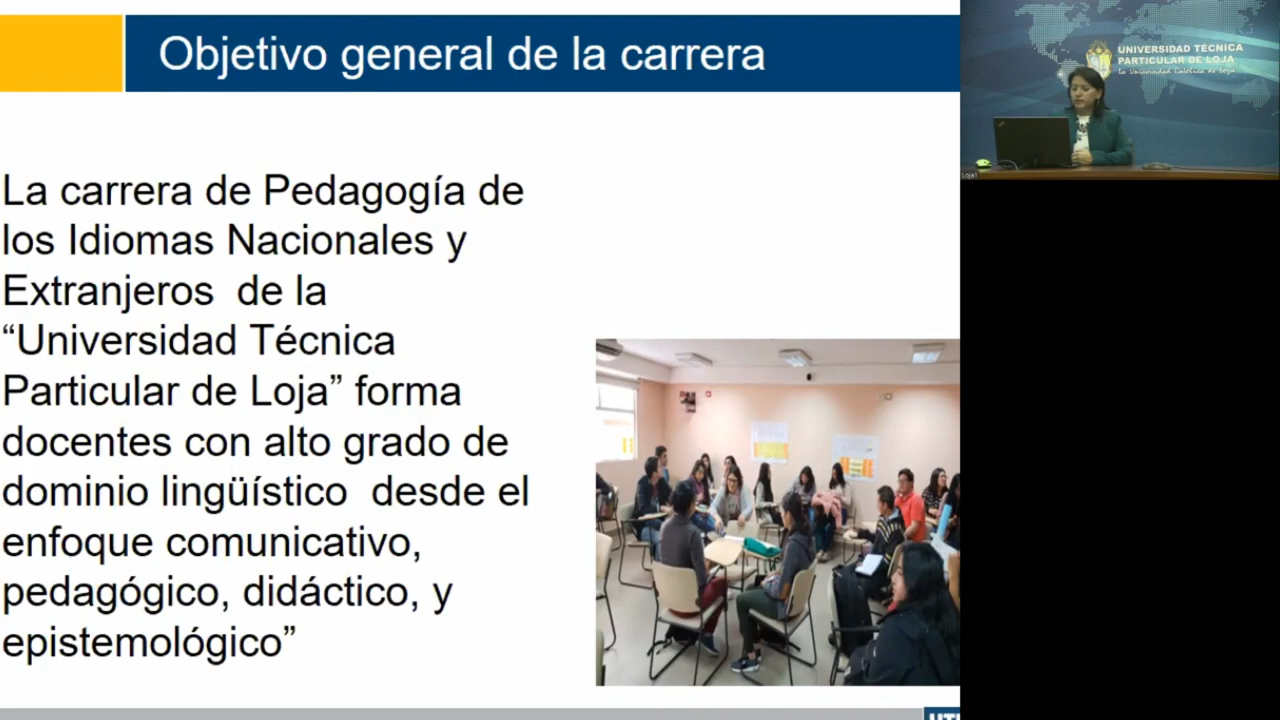 Objetivo general de la carrera
La carrera de Pedagogía de
los Idiomas Nacionales y
Extranjeros  de la
“Universidad Técnica
Particular de Loja” forma
docentes con alto grado de
dominio lingüístico  desde el
enfoque comunicativo,
pedagógico, didáctico, y
epistemológico”
UNIVERSIDAD TÉCNICA
PARTICULAR DE LOJA
La Universidad Católica de Loja
Loja1